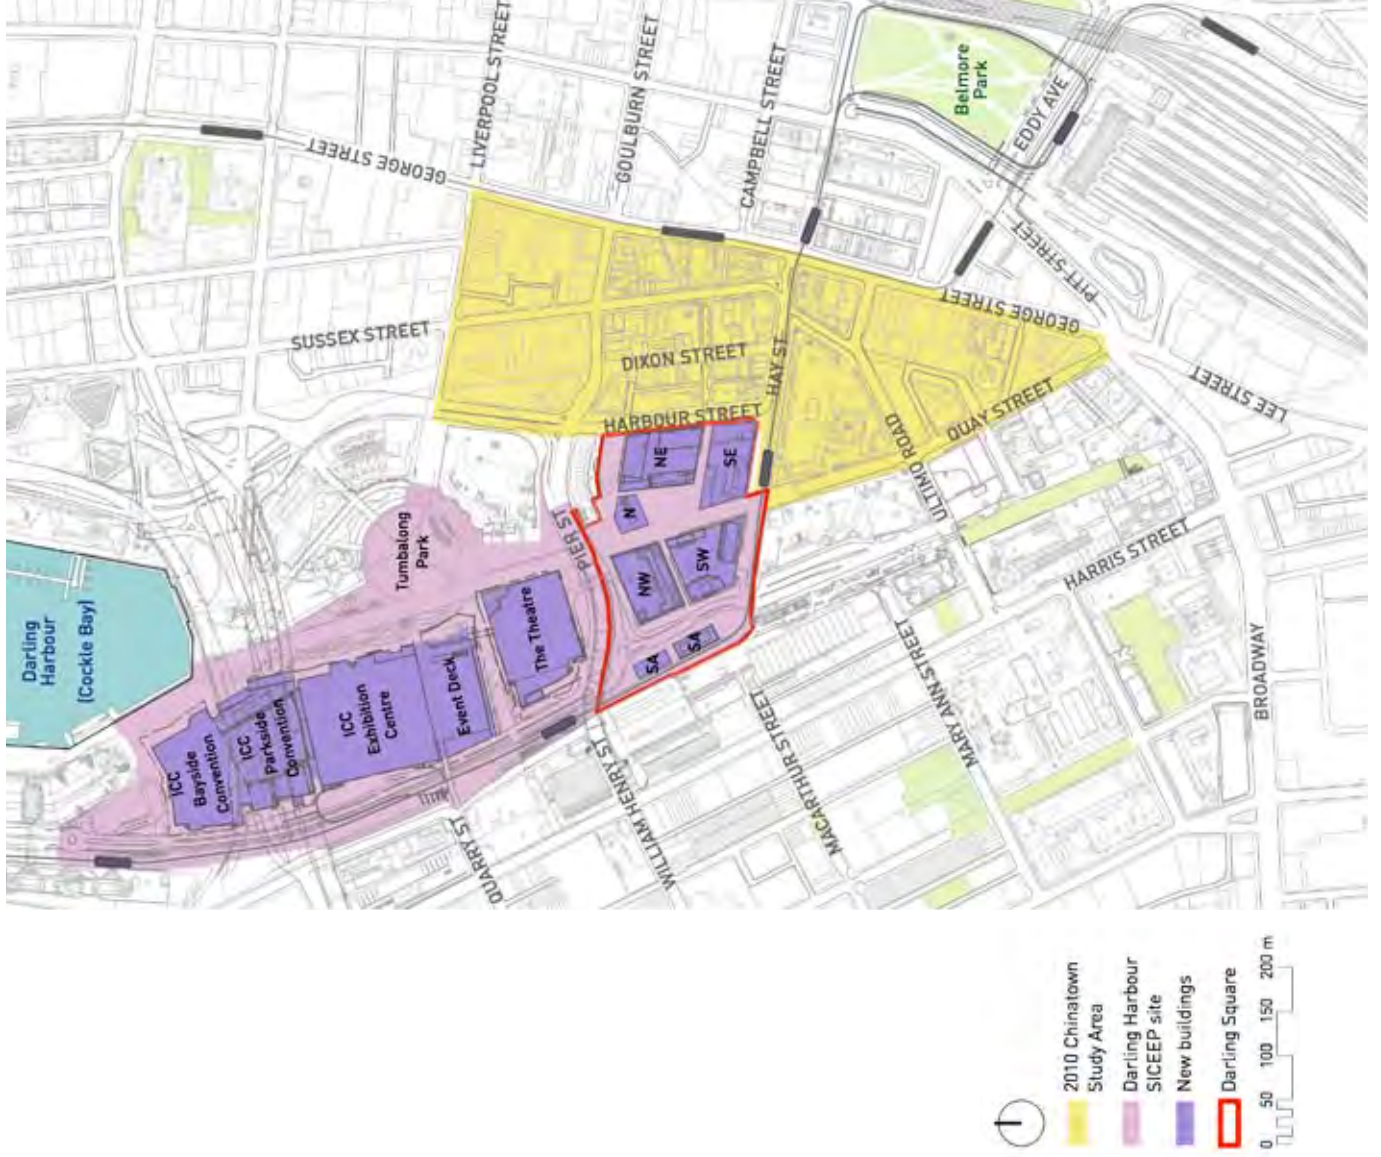 LIVERPOOL STREET
GOULBURN STREET
CAMPBELL STREET
Belmore
Park
EDDY AVE
GEORGE STREET
PITT STREET
GEORGE STREET
SUSSEX STREET
DIXON STREET
HAY ST
HARBOUR STREET
QUAY STREET
LEE STREET
ULTIMO ROAD
HARRIS STREET
BROADWAY
MARY ANN STREET
MACARTHUR STREET
WILLIAM HENRY ST
QUARRY ST
PIER ST
Darling
Harbour
(Cockle Bay)
Tumbalong
Park
NE
SE
N
NW
SW
SA
SA
The Theatre
Event Deck
ICC
Exhibition
Centre
ICC
Parkside
Convention
ICC
Bayside
Convention
2010 Chinatown
Study Area
Darling Harbour
SICEEP site
New buildings
Darling Square
0 50 100 150 200 m